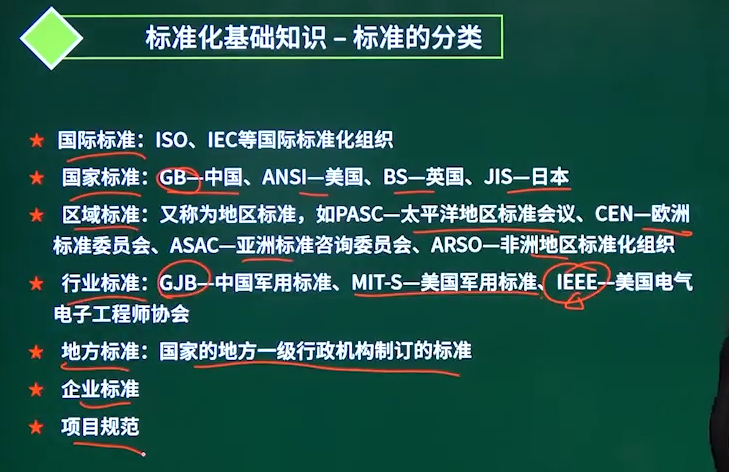 标准化基础知识 – 标准的分类
★ 国际标准：ISO、IEC等国际标准化组织
★ 国家标准：GB—中国、ANSI—美国、BS—英国、JIS—日本
★ 区域标准：又称为地区标准，如PASC—太平洋地区标准会议、CEN—欧洲
标准委员会、ASAC—亚洲标准咨询委员会、ARSO—非洲地区标准化组织
★ 行业标准：GJB—中国军用标准、MIT-S—美国军用标准、IEEE—美国电气
电子工程师协会
★ 地方标准：国家的地方一级行政机构制订的标准
★ 企业标准
★ 项目规范